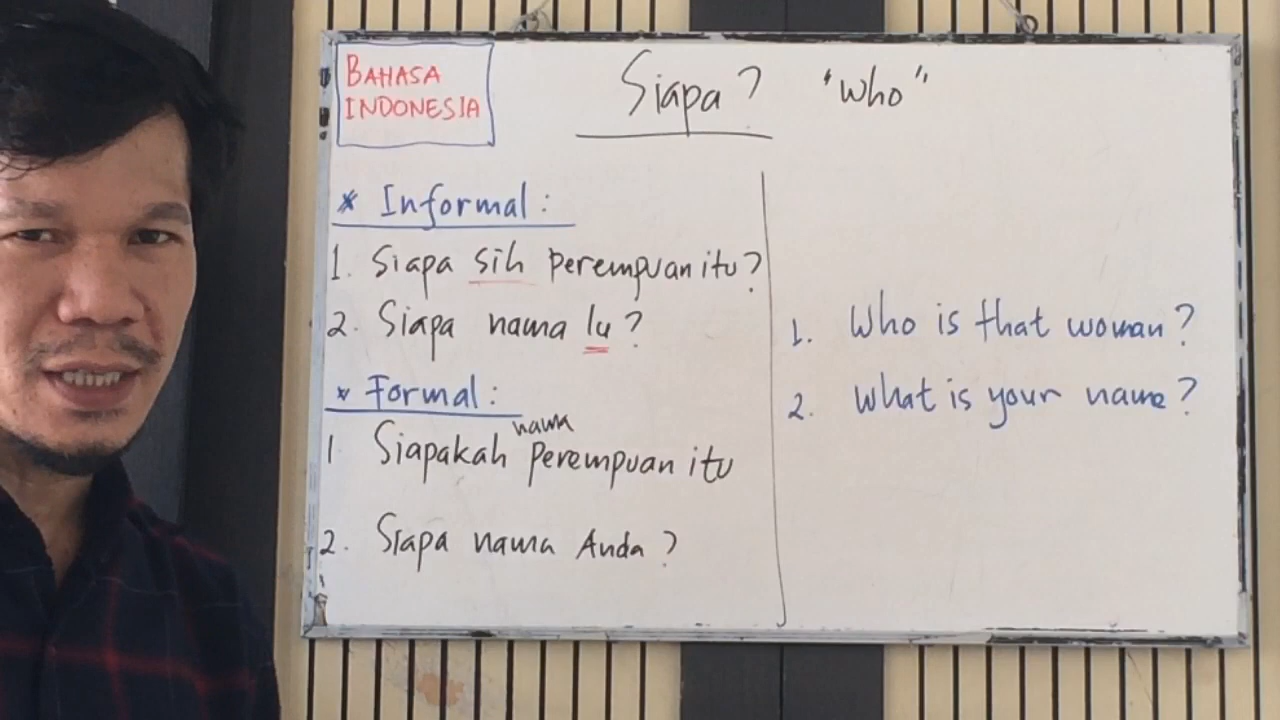 BAHASA
INDONESIA
Siapa? "who"
* Informal:
1. Siapa sih perempuan itu?
2. Siapa nama lu?
* Formal:
nama
1 Siapakah perempuan itu
2. Siapa nama Anda?
1. Who is that woman?
2. What is your name?